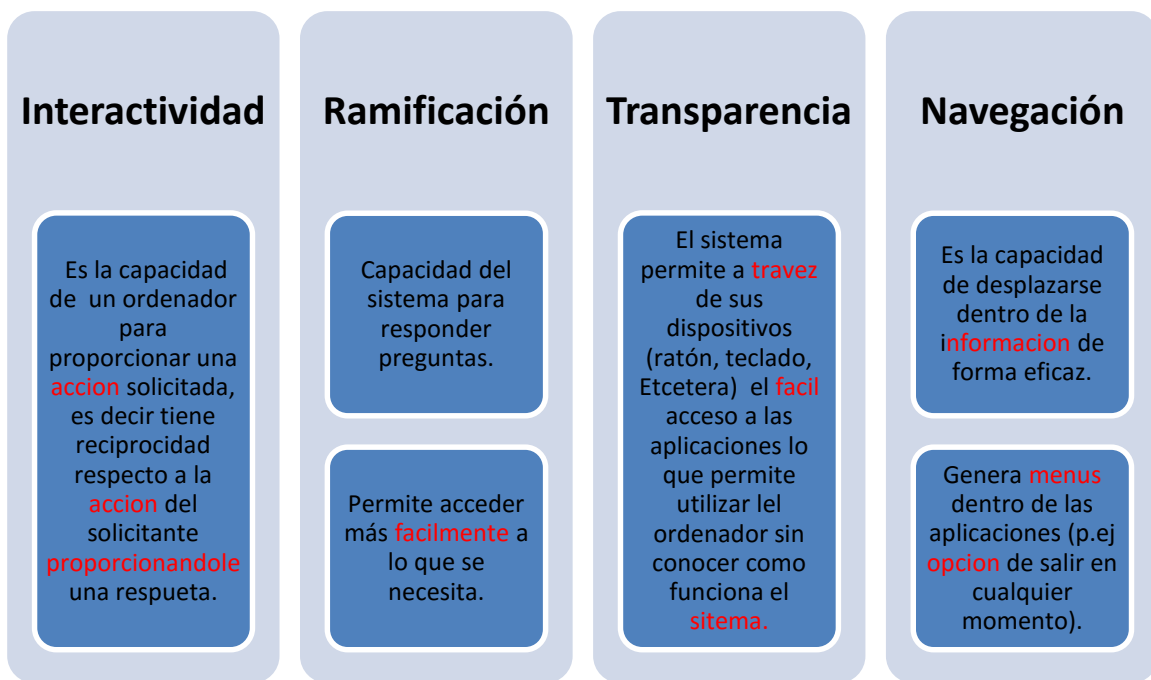 Interactividad
Es la capacidad
de un ordenador
para
proporcionar una
accion solicitada,
es decir tiene
reciprocidad
respecto a la
accion del
solicitante
proporcionandole
una respueta.
Ramificación
Capacidad del
sistema para
responder
preguntas.
Permite acceder
más facilmente a
lo que se
necesita.
Transparencia
El sistema
permite a travez
de sus
dispositivos
(ratón, teclado,
Etcetera) el facil
acceso a las
aplicaciones lo
que permite
utilizar lel
ordenador sin
conocer como
funciona el
sitema.
Navegación
Es la capacidad
de desplazarse
dentro de la
informacion de
forma eficaz.
Genera menus
dentro de las
aplicaciones (p.ej
opcion de salir en
cualquier
momento).